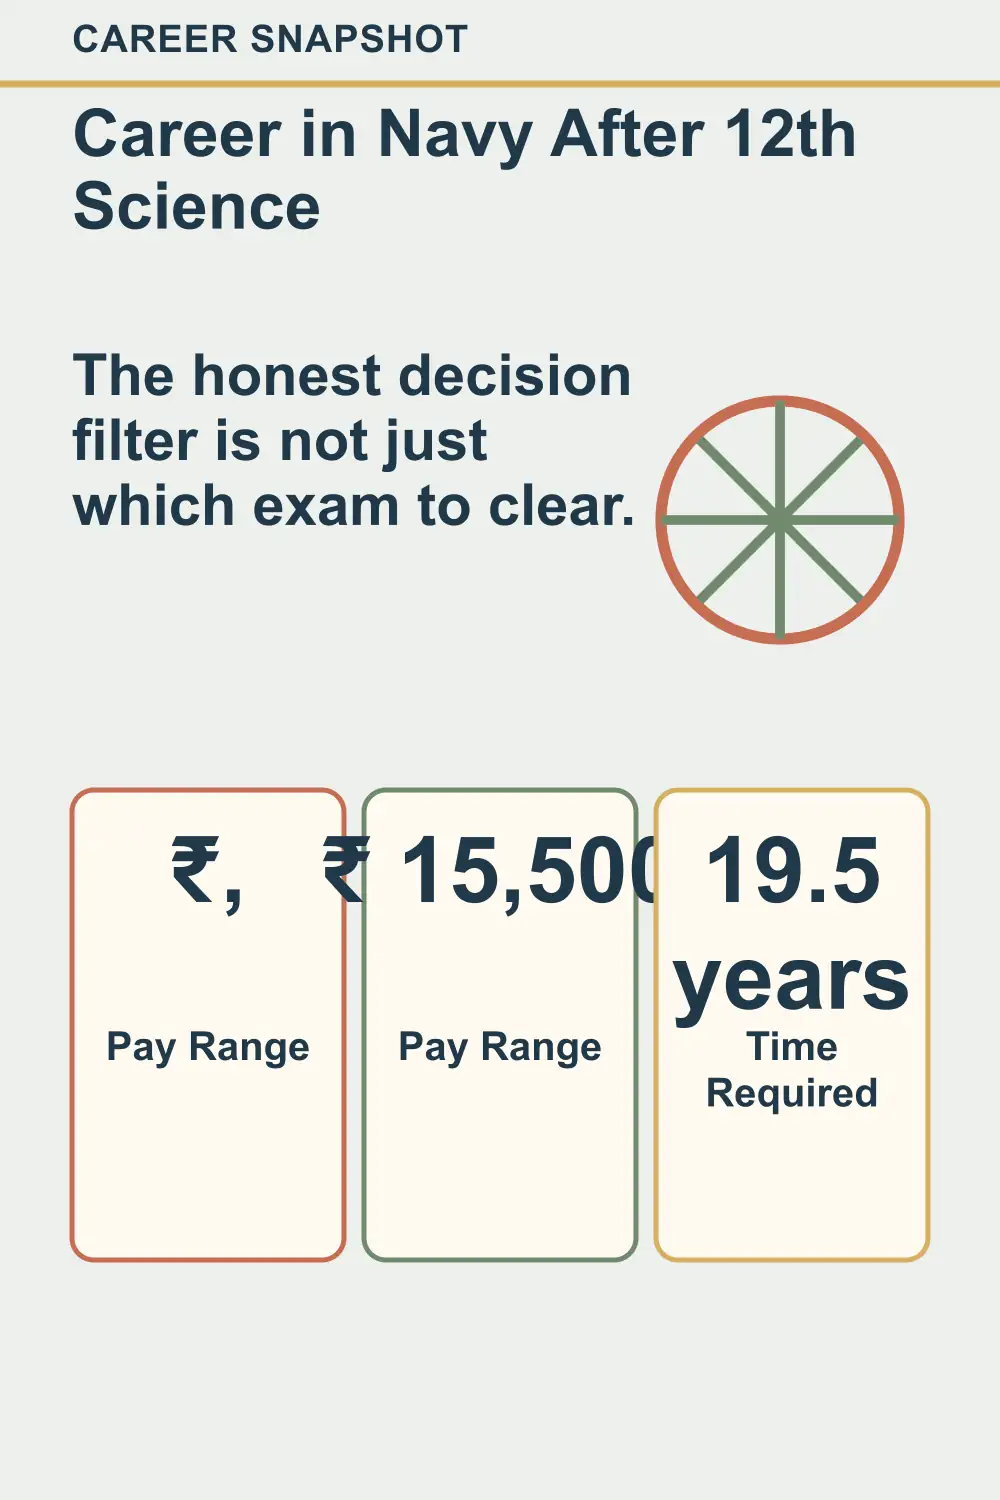 CAREER SNAPSHOT
Career in Navy After 12th
Science
The honest decision
filter is not just
which exam to clear.
₹,
₹ 15,500
19.5
years
Pay Range
Pay Range
Time
Required